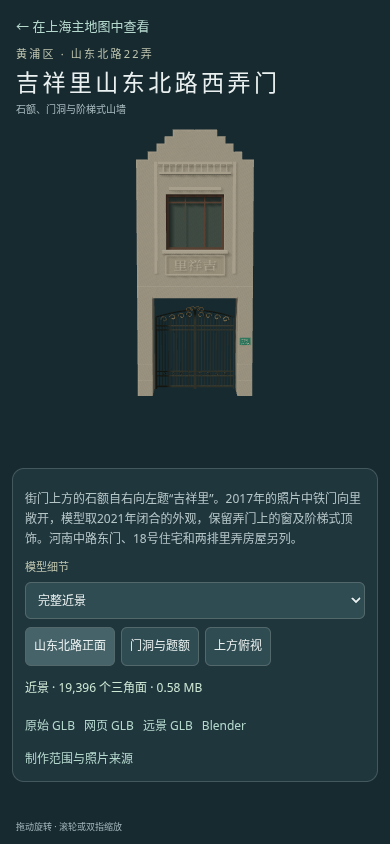 ← 在上海主地图中查看
黄浦区 · 山东北路22弄
吉祥里山东北路西弄门
石额、门洞与阶梯式山墙
里祥吉
街门上方的石额自右向左题“吉祥里”。2017年的照片中铁门向里
敞开，模型取2021年闭合的外观，保留弄门上的窗及阶梯式顶
饰。河南中路东门、18号住宅和两排里弄房屋另列。
模型细节
完整近景
山东北路正面
门洞与题额
上方俯视
近景 · 19,396 个三角面 · 0.58 MB
原始 GLB 网页 GLB 远景 GLB Blender
制作范围与照片来源
拖动旋转 · 滚轮或双指缩放